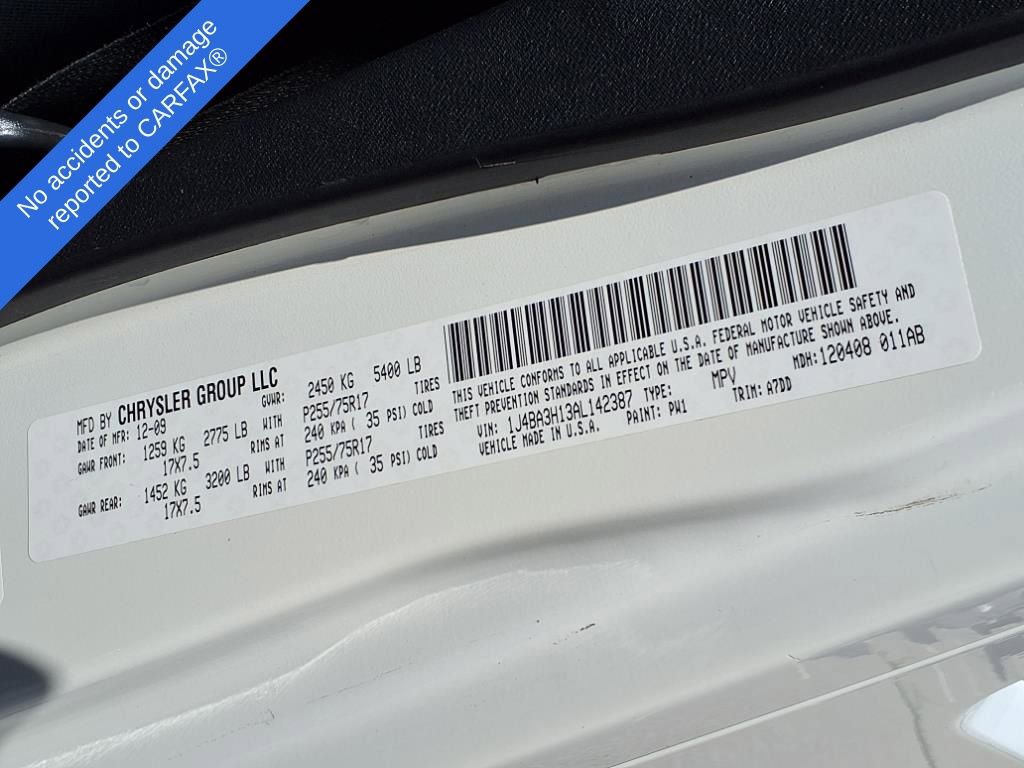 No accidents or damage
reported to CARFAX®
MFD BY CHRYSLER GROUP LLC
DATE OF MFR: 12-09 GVWR: 2450 KG 5400 LB
GAWR FRONT: 1259 KG 2775 LB WITH P255/75R17 TIRES
17X7.5 RIMS AT 240 KPA ( 35 PSI) COLD
GAWR REAR: 1452 KG 3200 LB WITH P255/75R17 TIRES
17X7.5 RIMS AT 240 KPA ( 35 PSI) COLD
THIS VEHICLE CONFORMS TO ALL APPLICABLE U.S.A. FEDERAL MOTOR VEHICLE SAFETY AND
THEFT PREVENTION STANDARDS IN EFFECT ON THE DATE OF MANUFACTURE SHOWN ABOVE.
VIN: 1J4BA3H13AL142387 TYPE: MPV MDH: 120408 011AB
VEHICLE MADE IN U.S.A. PAINT: PW1 TRIM: A7DD